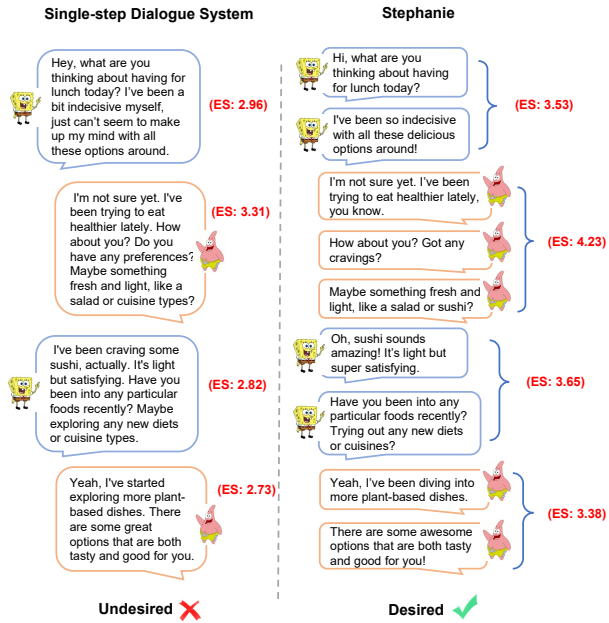 Single-step Dialogue System
Hey, what are you
thinking about having for
lunch today? I've been a
bit indecisive myself,
just can't seem to make
up my mind with all
these options around.
(ES: 2.96)
I'm not sure yet. I've
been trying to eat
healthier lately. How
about you? Do you
have any preferences?
Maybe something
fresh and light, like a
salad or cuisine types?
(ES: 3.31)
I've been craving some
sushi, actually. It's light
but satisfying. Have you
been into any particular
foods recently? Maybe
exploring any new diets
or cuisine types.
(ES: 2.82)
Yeah, I've started
exploring more plant-
based dishes. There
are some great
options that are both
tasty and good for you.
(ES: 2.73)
Undesired
Stephanie
Hi, what are you
thinking about having
for lunch today?
I've been so indecisive
with all these delicious
options around!
(ES: 3.53)
I'm not sure yet. I've been
trying to eat healthier lately,
you know.
How about you? Got any
cravings?
Maybe something fresh and
light, like a salad or sushi?
(ES: 4.23)
Oh, sushi sounds
amazing! It's light but
super satisfying.
Have you been into any
particular foods recently?
Trying out any new diets
or cuisines?
(ES: 3.65)
Yeah, I've been diving into
more plant-based dishes.
There are some awesome
options that are both tasty
and good for you!
(ES: 3.38)
Desired